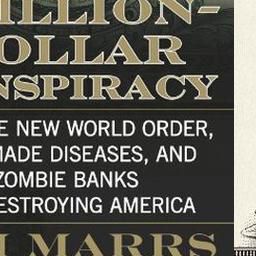 ILLION-
OLLAR
NSPIRACY
E NEW WORLD ORDER,
MADE DISEASES, AND
ZOMBIE BANKS
ESTROYING AMERICA
MARRS